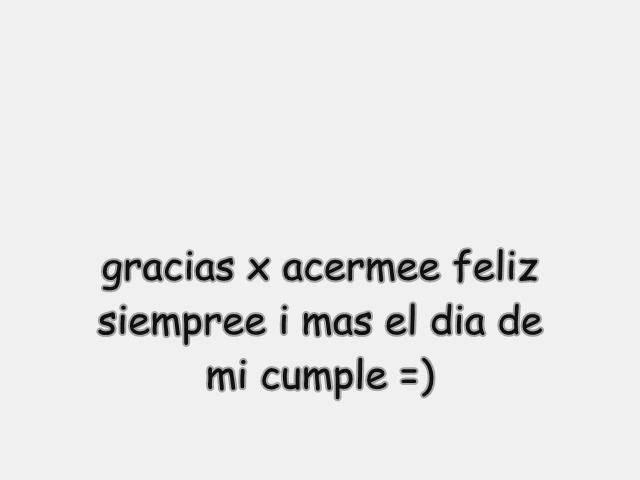 gracias x acermee feliz
siempree i mas el dia de
mi cumple =)